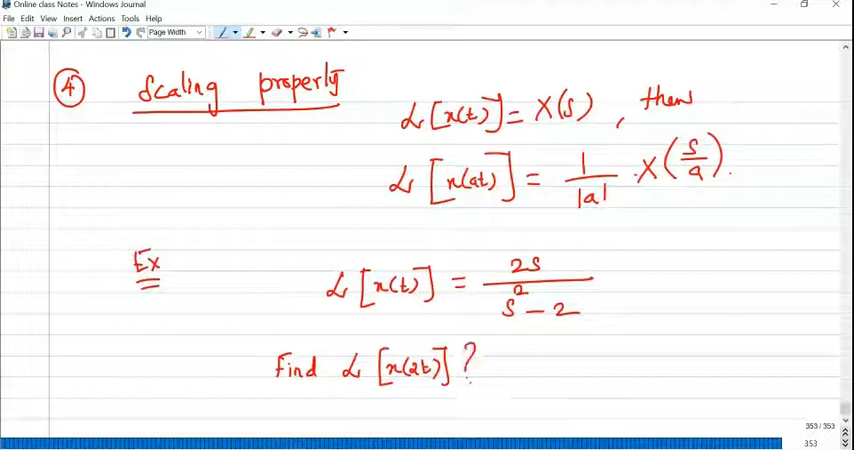 Online class Notes - Windows Journal
File Edit View Insert Actions Tools Help
Page Width
④ Scaling property
L[x(t)] = X(s), then
L[x(at)] = 1/|a| · X(s/a).
Ex
L[x(t)] = 2s/(s² - 2)
Find L[x(2t)]?
353 / 353
353